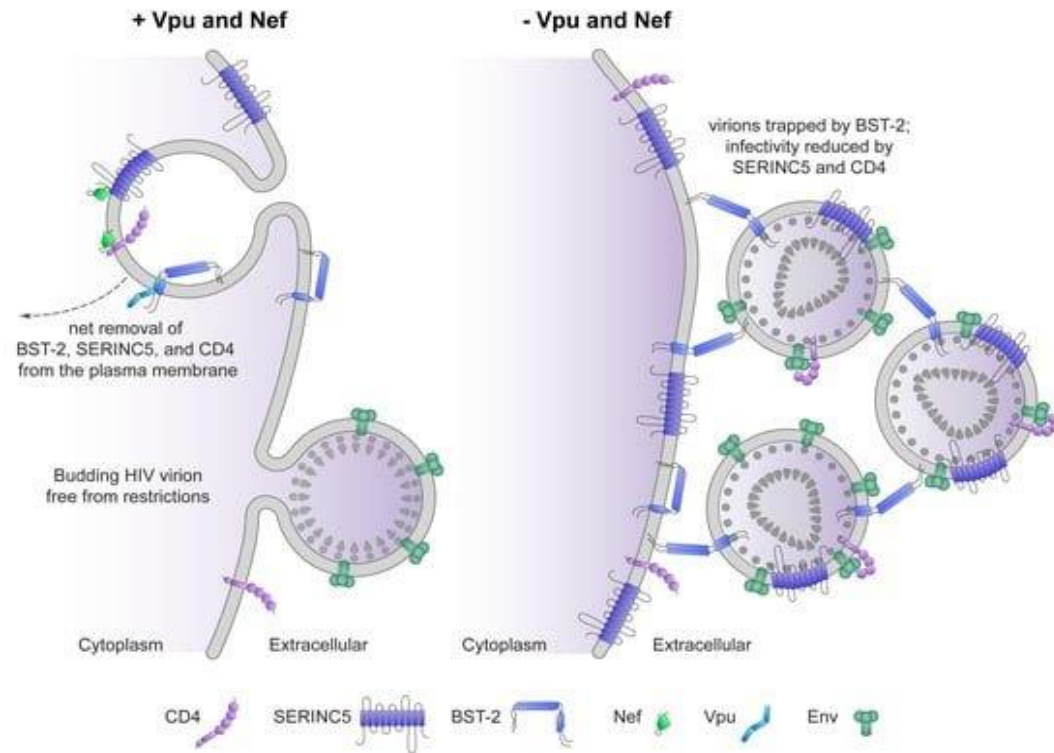 + Vpu and Nef
- Vpu and Nef
virions trapped by BST-2;
infectivity reduced by
SERINC5 and CD4
net removal of
BST-2, SERINC5, and CD4
from the plasma membrane
Budding HIV virion
free from restrictions
Cytoplasm
Extracellular
Cytoplasm
Extracellular
CD4
SERINC5
BST-2
Nef
Vpu
Env